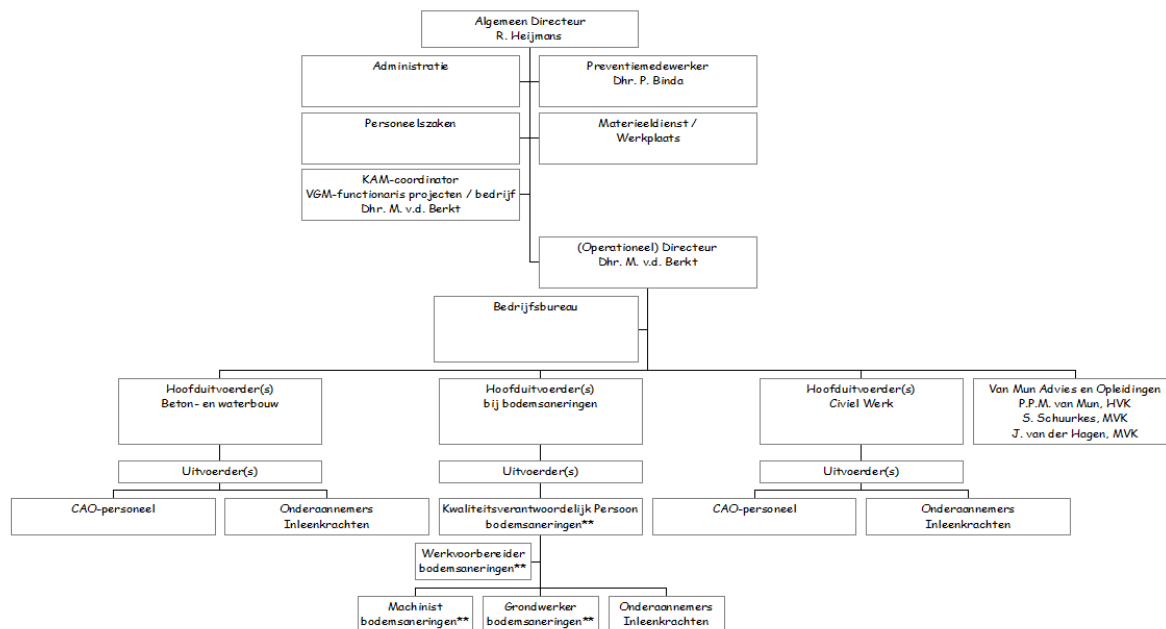 Algemeen Directeur
R. Heijmans
Administratie
Preventiemedewerker
Dhr. P. Binda
Personeelszaken
Materieeldienst /
Werkplaats
KAM-coordinator
VGM-functionaris projecten / bedrijf
Dhr. M. v.d. Berkt
(Operationeel) Directeur
Dhr. M. v.d. Berkt
Bedrijfsbureau
Hoofduitvoerder(s)
Beton- en waterbouw
Hoofduitvoerder(s)
bij bodemsaneringen
Hoofduitvoerder(s)
Civiel Werk
Van Mun Advies en Opleidingen
P.P.M. van Mun, HVK
S. Schuurkes, MVK
J. van der Hagen, MVK
Uitvoerder(s)
Uitvoerder(s)
Uitvoerder(s)
CAO-personeel
Onderaannemers
Inleenkrachten
Kwaliteitsverantwoordelijk Persoon
bodemsaneringen**
CAO-personeel
Onderaannemers
Inleenkrachten
Werkvoorbereider
bodemsaneringen**
Machinist
bodemsaneringen**
Grondwerker
bodemsaneringen**
Onderaannemers
Inleenkrachten